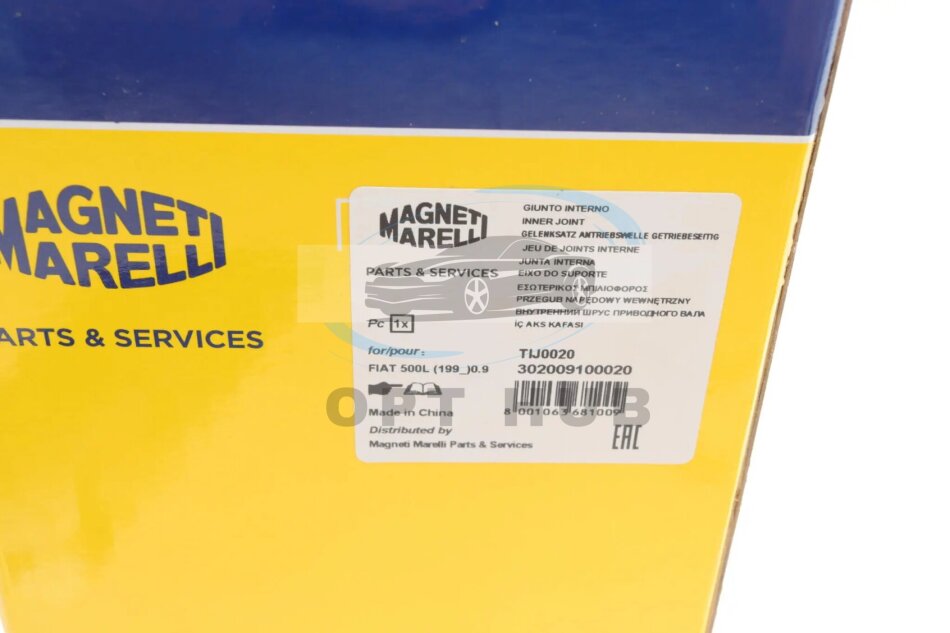 MAGNETI
MARELLI
PARTS & SERVICES
MAGNETI
MARELLI
PARTS & SERVICES
Pc 1x
for/pour:
FIAT 500L (199_)0.9
Made in China
Distributed by
Magneti Marelli Parts & Services
GIUNTO INTERNO
INNER JOINT
GELENKSATZ ANTRIEBSWELLE GETRIEBESEITIG
JEU DE JOINTS INTERNE
JUNTA INTERNA
EIXO DO SUPORTE
ΕΣΩΤΕΡΙΚΟΣ ΜΠΙΛΙΟΦΟΡΟΣ
PRZEGUB NAPĘDOWY WEWNĘTRZNY
ВНУТРЕННИЙ ШРУС ПРИВОДНОГО ВАЛА
İÇ AKS KAFASI
TIJ0020
302009100020
8 001063 681009
EAC
OPT HUB